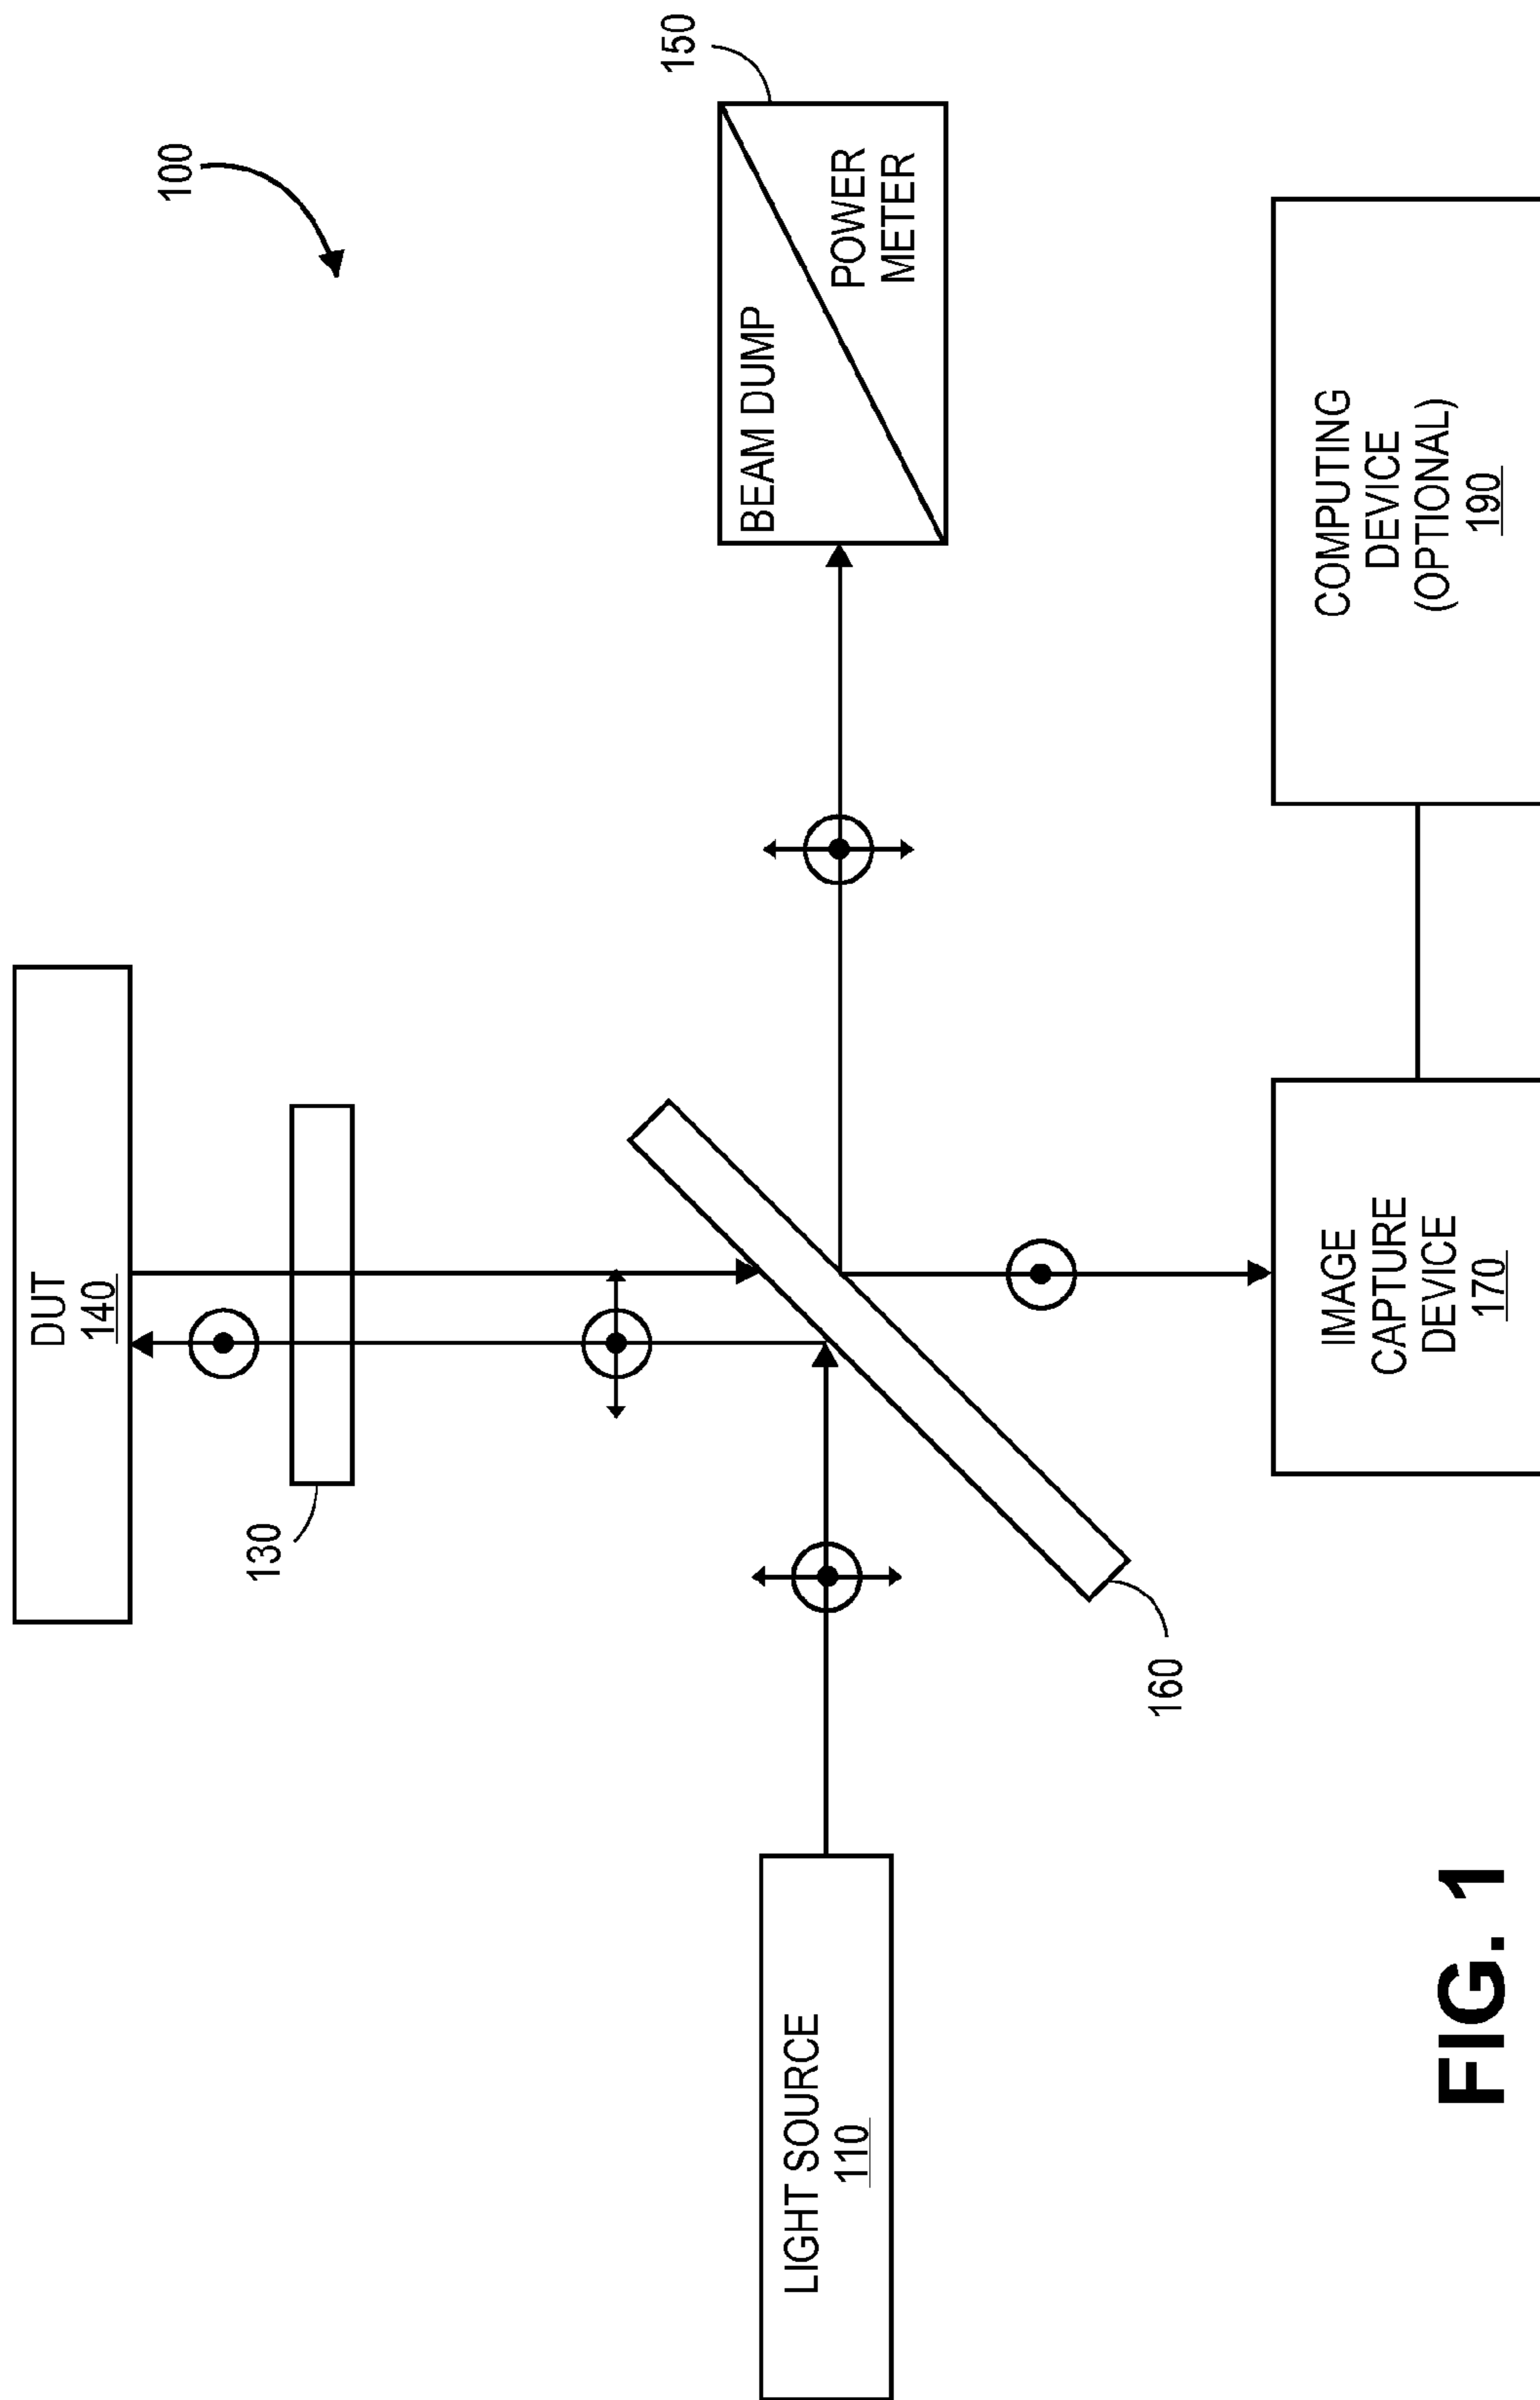 100
150
DUT
140
130
BEAM DUMP
POWER
METER
160
LIGHT SOURCE
110
IMAGE
CAPTURE
DEVICE
170
COMPUTING
DEVICE
(OPTIONAL)
190
FIG. 1